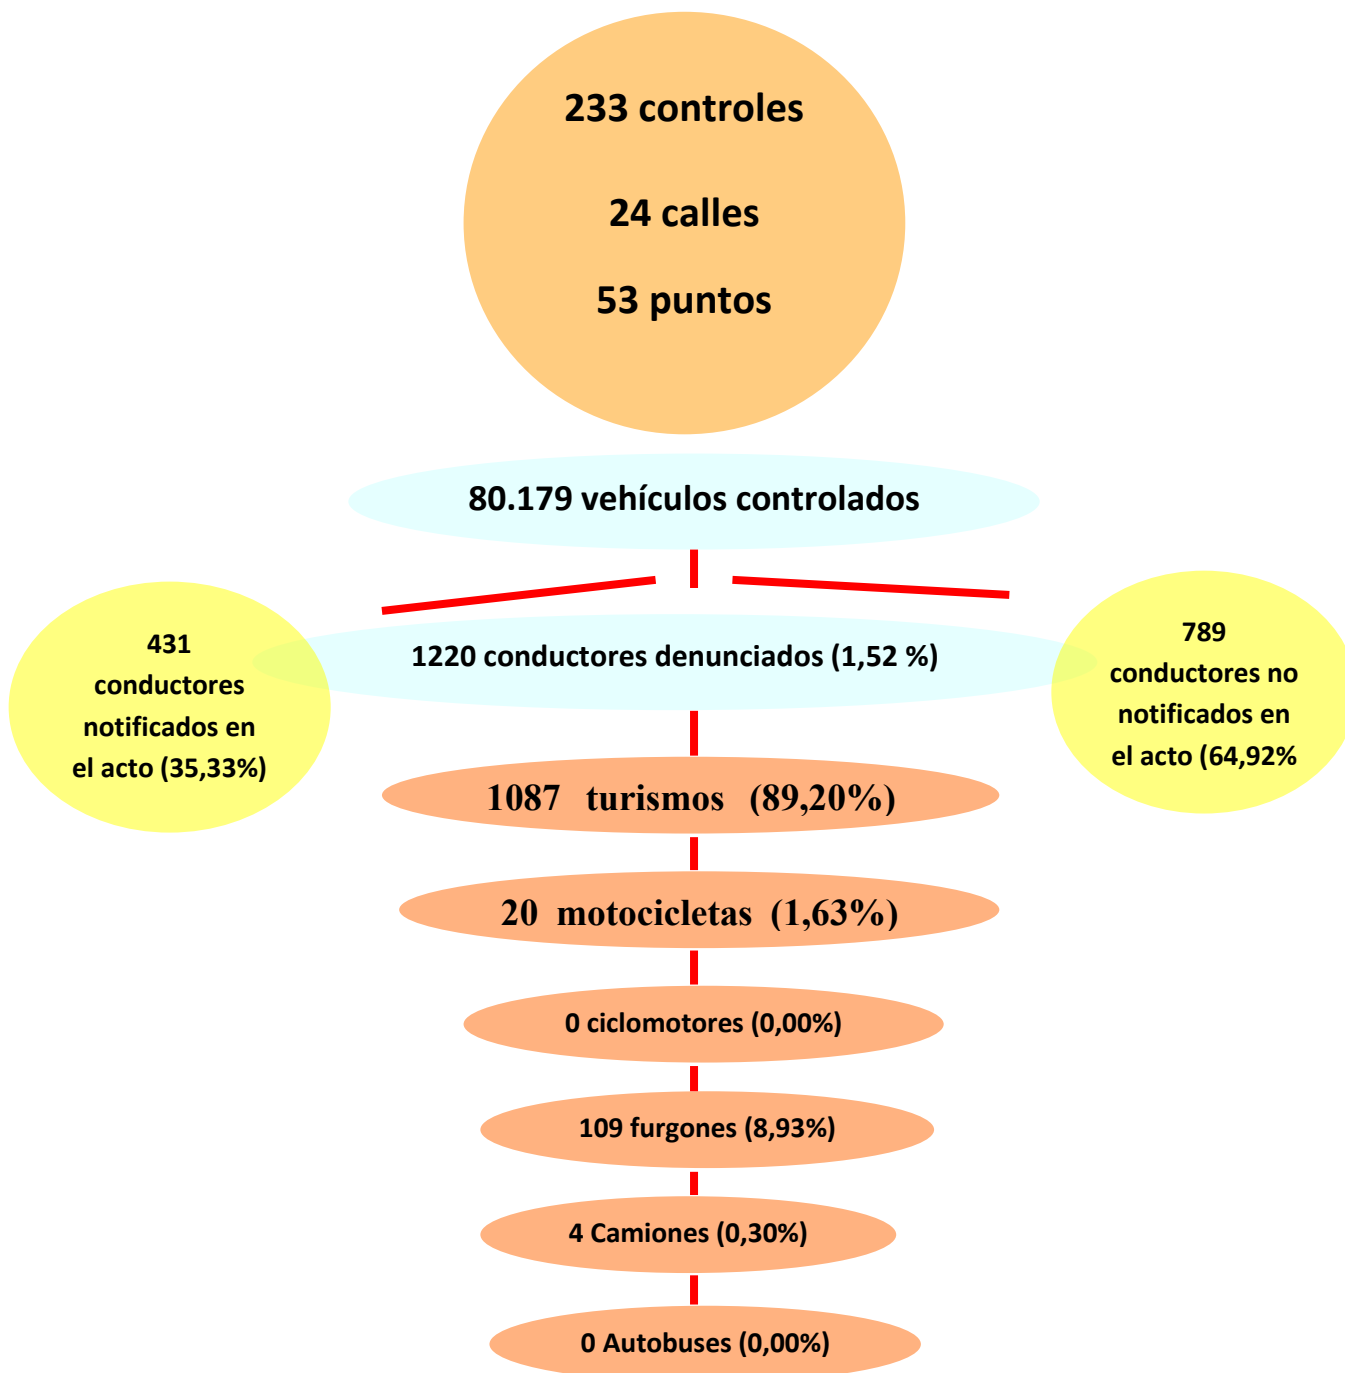 233 controles
24 calles
53 puntos
80.179 vehículos controlados
431
conductores
notificados en
el acto (35,33%)
1220 conductores denunciados (1,52 %)
789
conductores no
notificados en
el acto (64,92%
1087 turismos (89,20%)
20 motocicletas (1,63%)
0 ciclomotores (0,00%)
109 furgones (8,93%)
4 Camiones (0,30%)
0 Autobuses (0,00%)